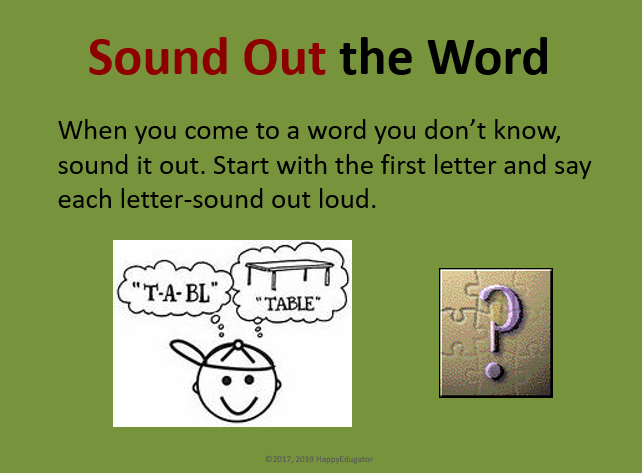 Sound Out the Word
When you come to a word you don’t know,
sound it out. Start with the first letter and say
each letter-sound out loud.
“T-A-BL”
“TABLE”
?
©2017, 2019 HappyEdugator